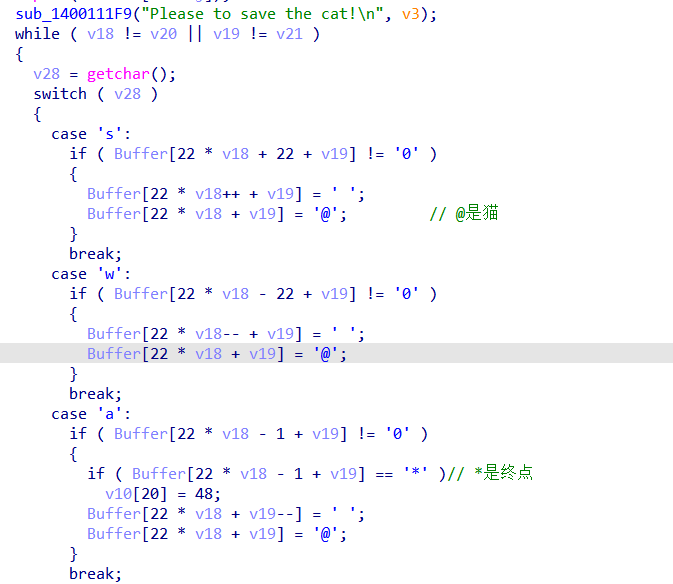 sub_1400111F9("Please to save the cat!\n", v3);
while ( v18 != v20 || v19 != v21 )
{
v28 = getchar();
switch ( v28 )
{
case 's':
if ( Buffer[22 * v18 + 22 + v19] != '0' )
{
Buffer[22 * v18++ + v19] = ' ';
Buffer[22 * v18 + v19] = '@'; // @是猫
}
break;
case 'w':
if ( Buffer[22 * v18 - 22 + v19] != '0' )
{
Buffer[22 * v18-- + v19] = ' ';
Buffer[22 * v18 + v19] = '@';
}
break;
case 'a':
if ( Buffer[22 * v18 - 1 + v19] != '0' )
{
if ( Buffer[22 * v18 - 1 + v19] == '*' )// *是终点
v10[20] = 48;
Buffer[22 * v18 + v19--] = ' ';
Buffer[22 * v18 + v19] = '@';
}
break;